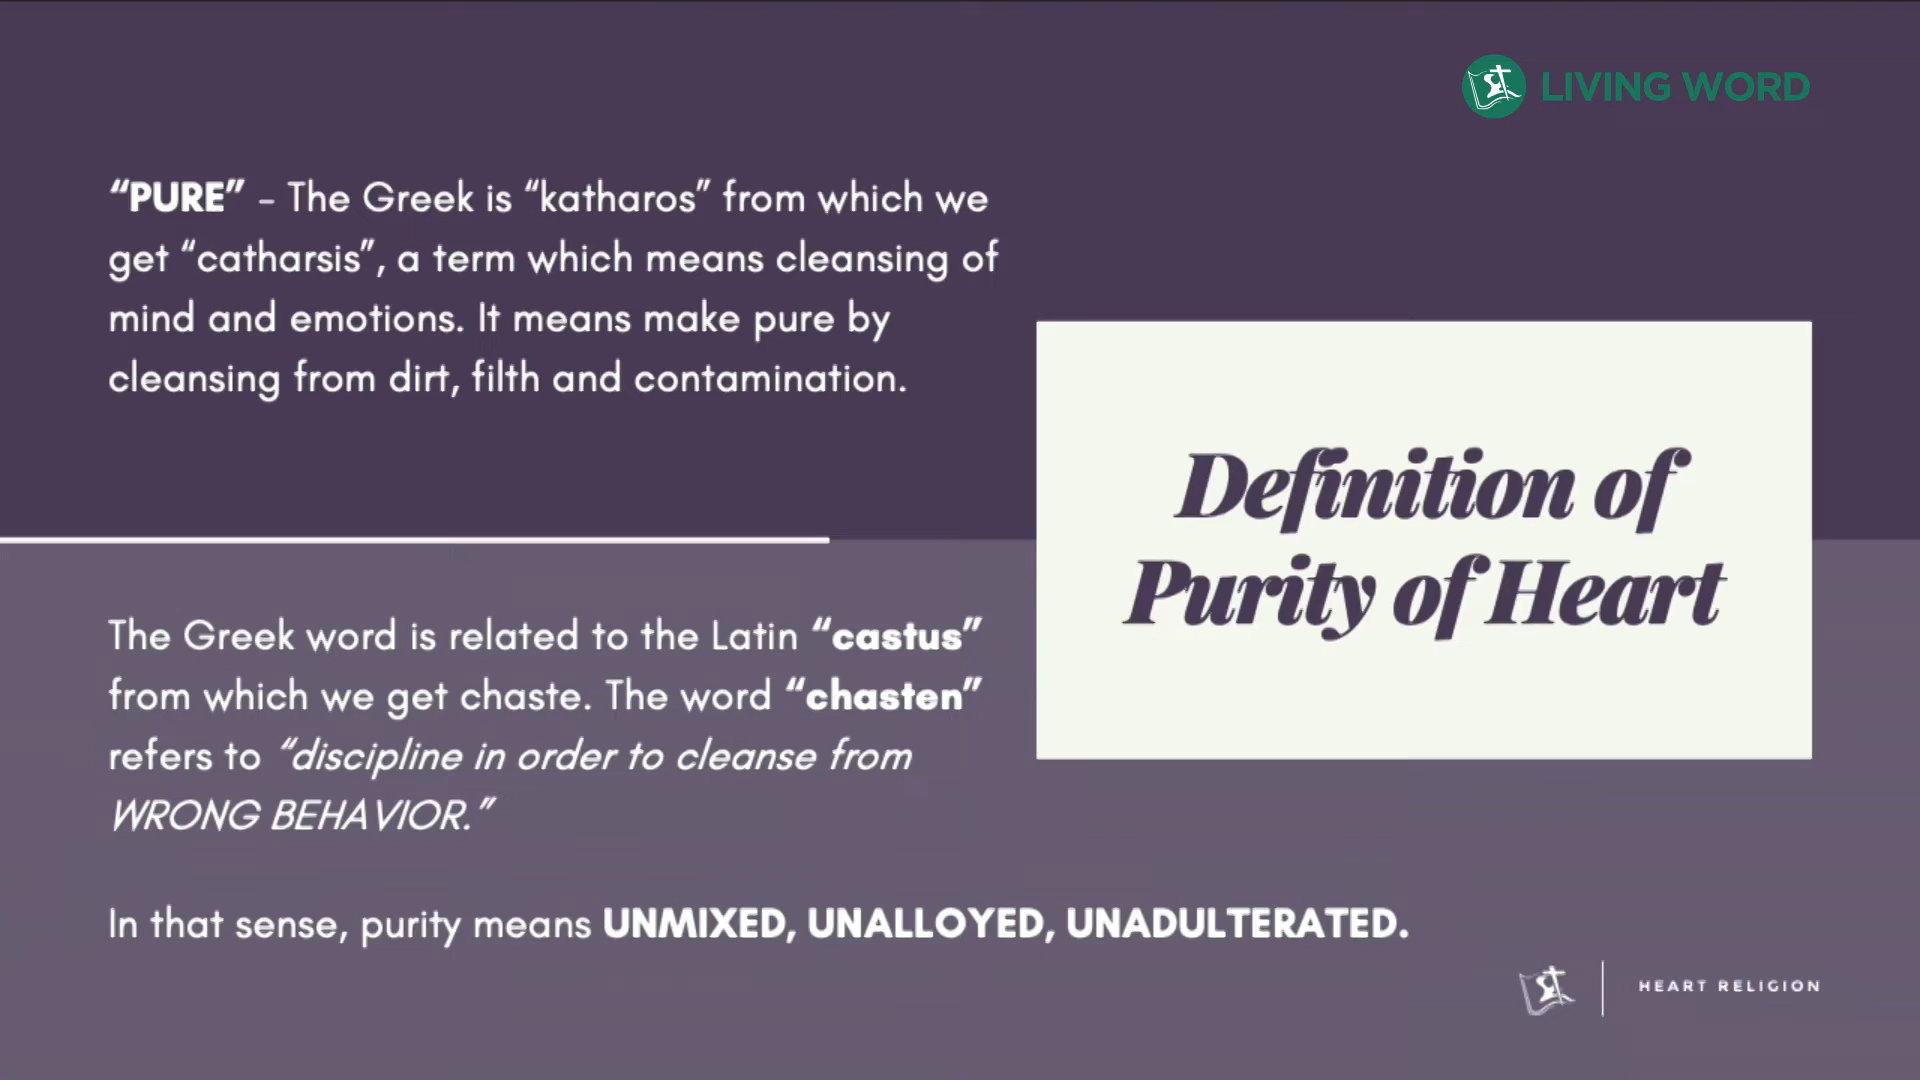 LIVING WORD
“PURE” - The Greek is “katharos” from which we
get “catharsis”, a term which means cleansing of
mind and emotions. It means make pure by
cleansing from dirt, filth and contamination.
Definition of
Purity of Heart
The Greek word is related to the Latin “castus”
from which we get chaste. The word “chasten”
refers to “discipline in order to cleanse from
WRONG BEHAVIOR.”
In that sense, purity means UNMIXED, UNALLOYED, UNADULTERATED.
HEART RELIGION